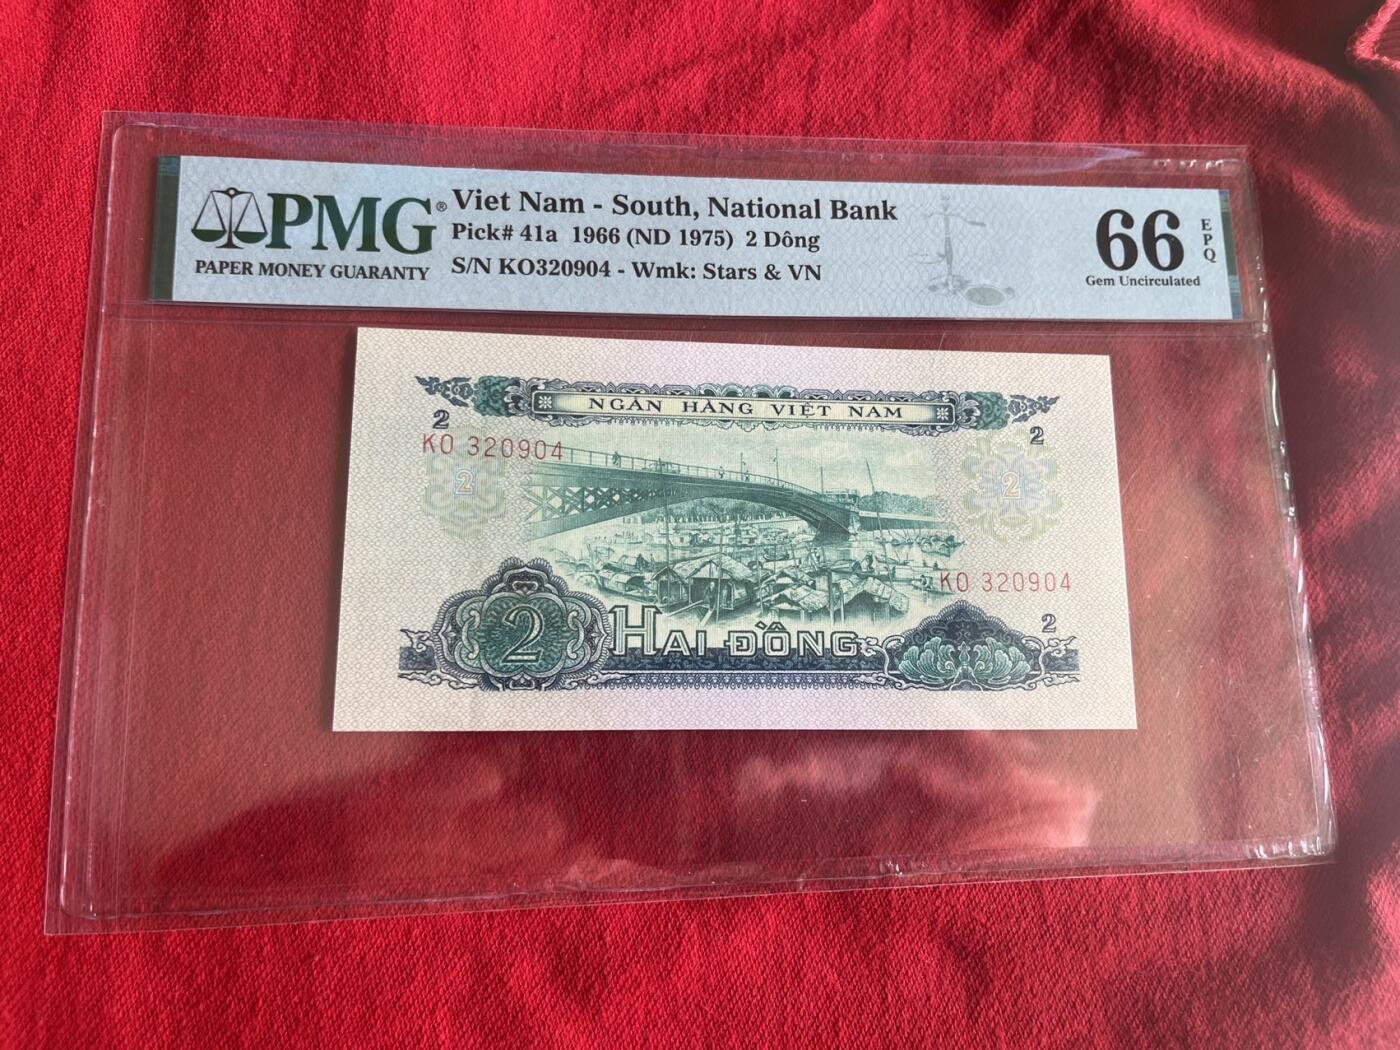 PMG®
PAPER MONEY GUARANTY
Viet Nam - South, National Bank
Pick# 41a 1966 (ND 1975) 2 Dông
S/N KO320904 - Wmk: Stars & VN
66
EPQ
Gem Uncirculated
NGÂN HÀNG VIỆT NAM
2
2
KO 320904
2
2
KO 320904
2
HAI ĐỒNG
2